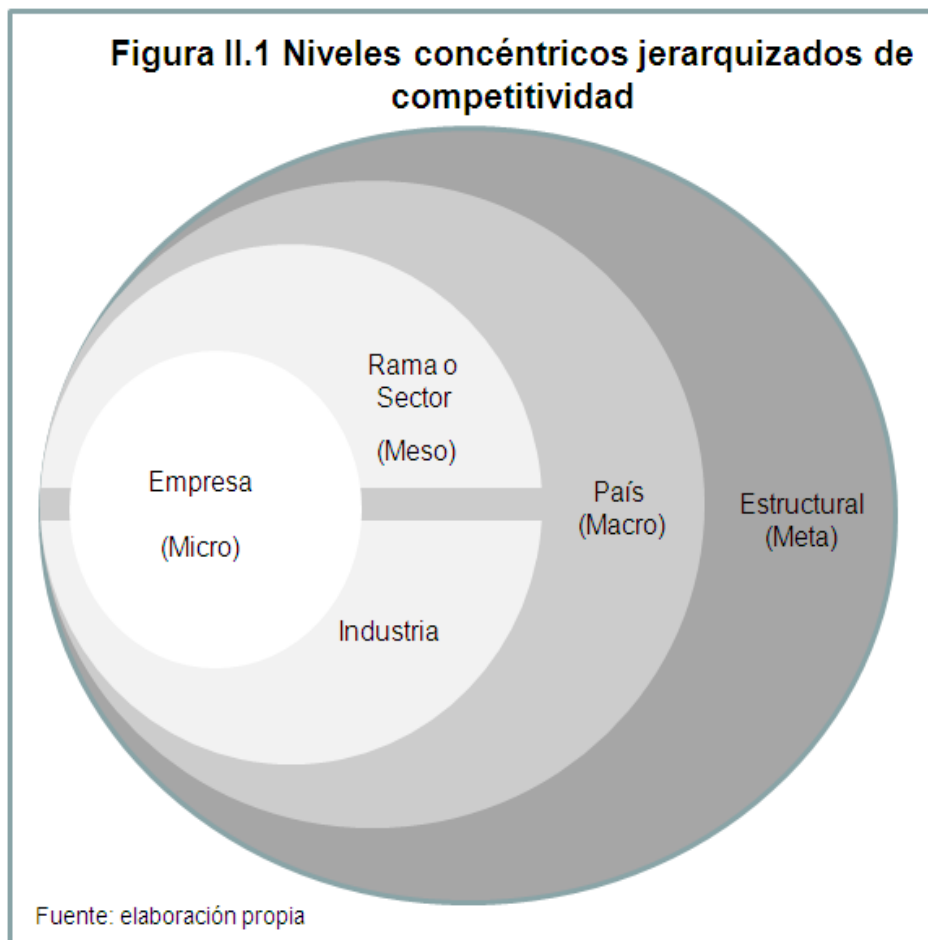 Figura II.1 Niveles concéntricos jerarquizados de
competitividad
Rama o
Sector
(Meso)
Empresa
(Micro)
Industria
País
(Macro)
Estructural
(Meta)
Fuente: elaboración propia